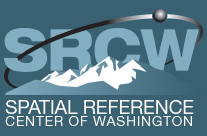 SRCW
SPATIAL REFERENCE
CENTER OF WASHINGTON